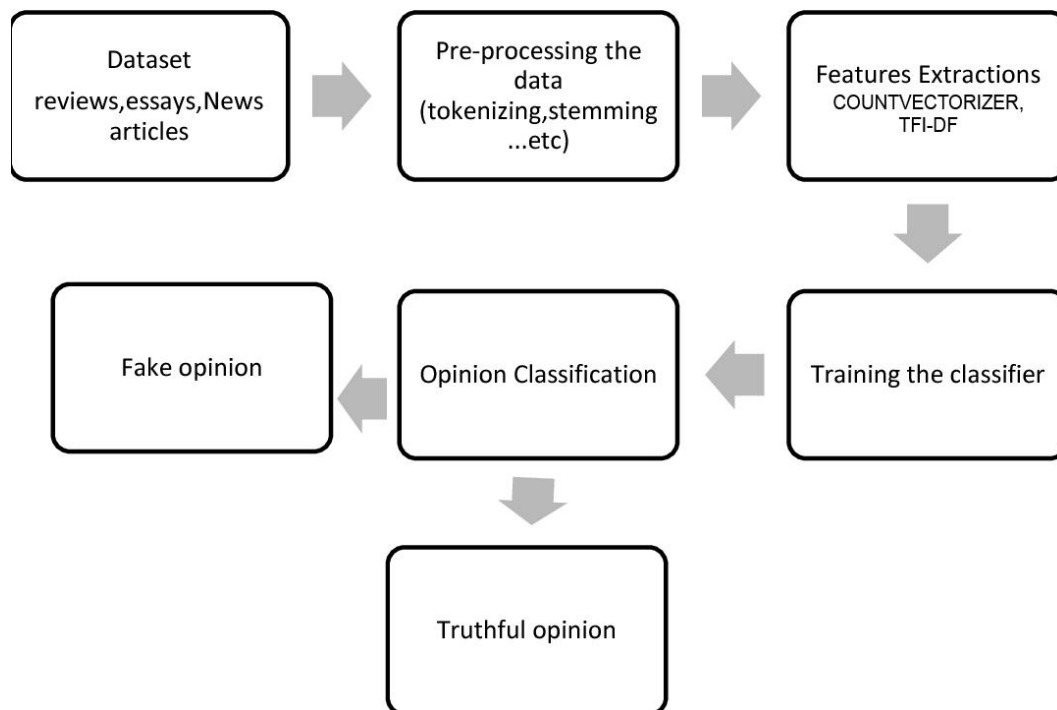 Dataset
reviews,essays,News
articles
Pre-processing the
data
(tokenizing,stemming
...etc)
Features Extractions
COUNTVECTORIZER,
TFI-DF
Fake opinion
Opinion Classification
Training the classifier
Truthful opinion